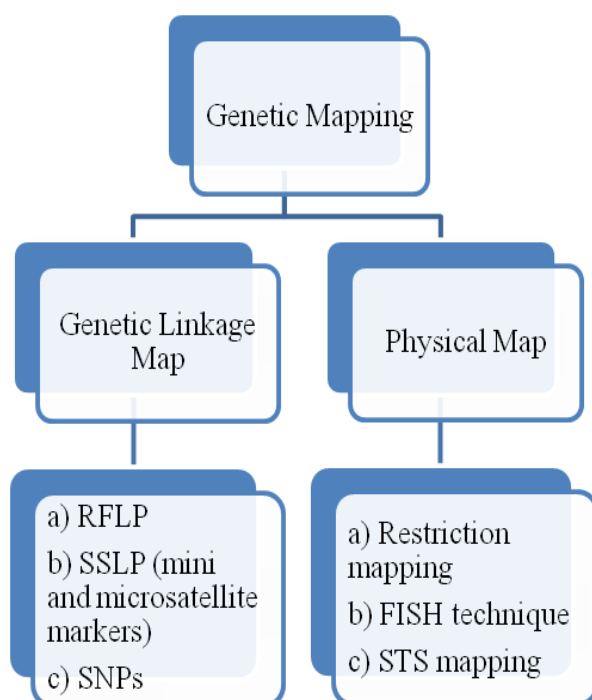 Genetic Mapping
Genetic Linkage
Map
Physical Map
a) RFLP
b) SSLP (mini
and microsatellite
markers)
c) SNPs
a) Restriction
mapping
b) FISH technique
c) STS mapping